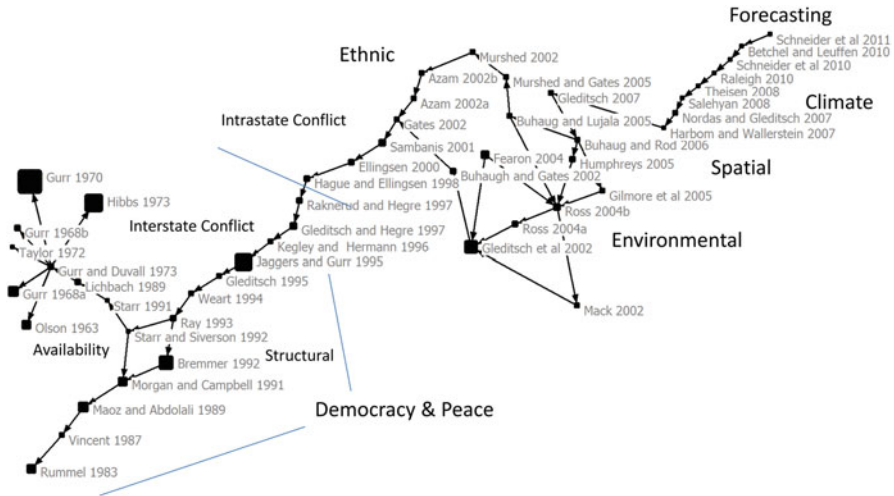 Forecasting
Schneider et al 2011
Betchel and Leuffen 2010
Schneider et al 2010
Raleigh 2010
Theisen 2008
Salehyan 2008
Climate
Nordas and Gleditsch 2007
Harbom and Wallerstein 2007
Ethnic
Murshed 2002
Azam 2002b
Murshed and Gates 2005
Gleditsch 2007
Azam 2002a
Intrastate Conflict
Gates 2002
Buhaug and Lujala 2005
Sambanis 2001
Buhaug and Rod 2006
Fearon 2004
Humphreys 2005
Spatial
Ellingsen 2000
Buhaugh and Gates 2002
Hague and Ellingsen 1998
Gilmore et al 2005
Gurr 1970
Hibbs 1973
Raknerud and Hegre 1997
Ross 2004b
Interstate Conflict
Gleditsch and Hegre 1997
Ross 2004a
Environmental
Gurr 1968b
Kegley and Hermann 1996
Gleditsch et al 2002
Taylor 1972
Jaggers and Gurr 1995
Gurr and Duvall 1973
Gleditsch 1995
Lichbach 1989
Gurr 1968a
Weart 1994
Starr 1991
Mack 2002
Olson 1963
Ray 1993
Starr and Siverson 1992
Availability
Structural
Bremmer 1992
Morgan and Campbell 1991
Maoz and Abdolali 1989
Democracy & Peace
Vincent 1987
Rummel 1983